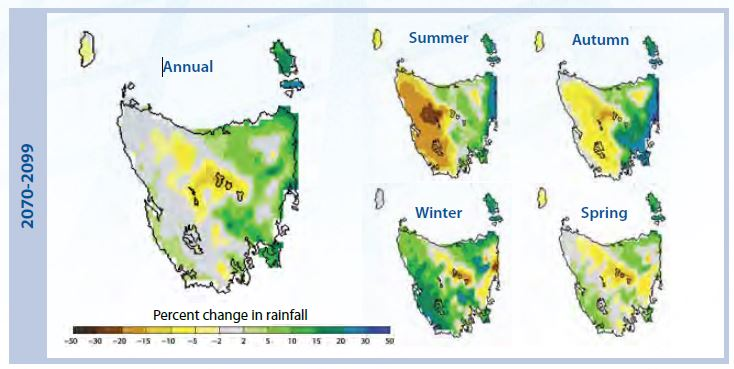 2070-2099
Annual
Summer
Autumn
Winter
Spring
Percent change in rainfall
-50 -30 -20 -15 -10 -5 -2 2 5 10 15 20 30 50